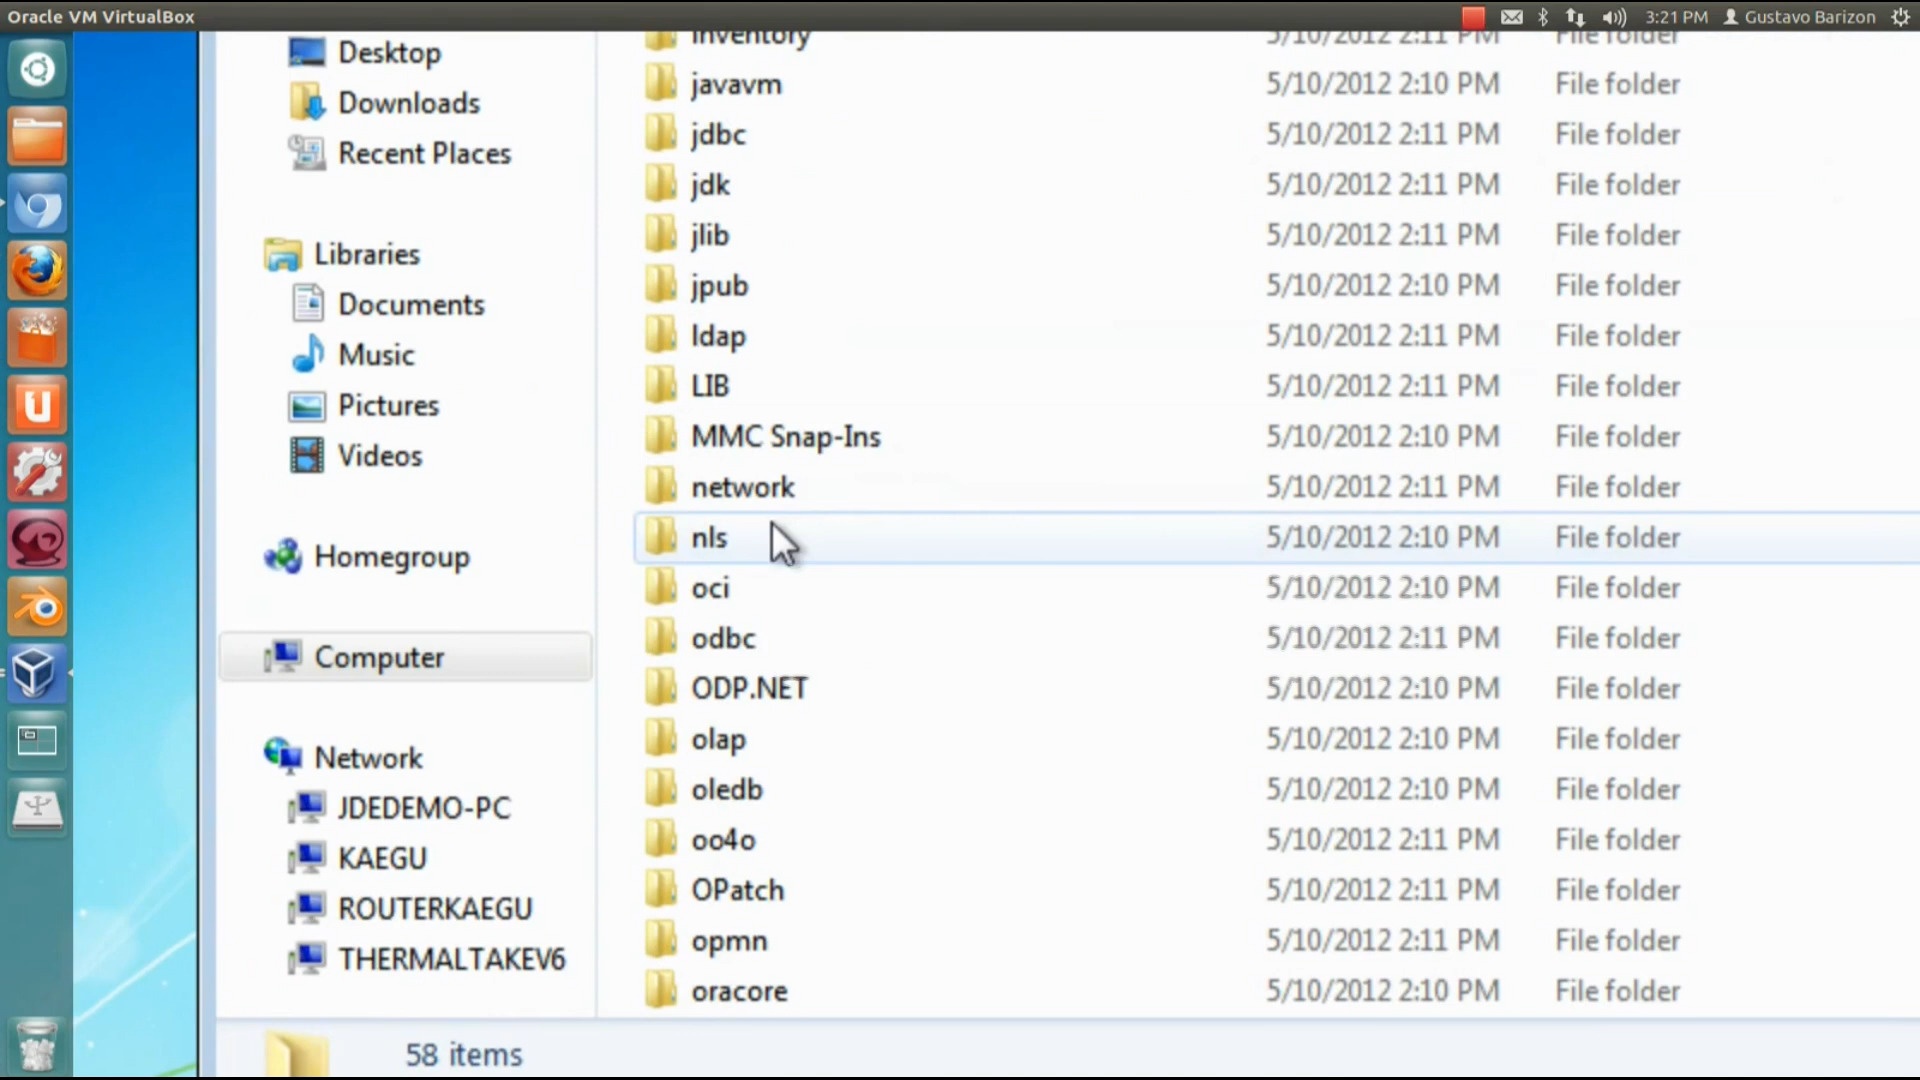 Oracle VM VirtualBox
3:21 PM Gustavo Barizon
Desktop
Downloads
Recent Places
Libraries
Documents
Music
Pictures
Videos
Homegroup
Computer
Network
JDEDEMO-PC
KAEGU
ROUTERKAEGU
THERMALTAKEV6
inventory 5/10/2012 2:11 PM File folder
javavm 5/10/2012 2:10 PM File folder
jdbc 5/10/2012 2:11 PM File folder
jdk 5/10/2012 2:11 PM File folder
jlib 5/10/2012 2:11 PM File folder
jpub 5/10/2012 2:10 PM File folder
ldap 5/10/2012 2:11 PM File folder
LIB 5/10/2012 2:11 PM File folder
MMC Snap-Ins 5/10/2012 2:10 PM File folder
network 5/10/2012 2:11 PM File folder
nls 5/10/2012 2:10 PM File folder
oci 5/10/2012 2:10 PM File folder
odbc 5/10/2012 2:11 PM File folder
ODP.NET 5/10/2012 2:10 PM File folder
olap 5/10/2012 2:10 PM File folder
oledb 5/10/2012 2:10 PM File folder
oo4o 5/10/2012 2:11 PM File folder
OPatch 5/10/2012 2:11 PM File folder
opmn 5/10/2012 2:11 PM File folder
oracore 5/10/2012 2:10 PM File folder
58 items